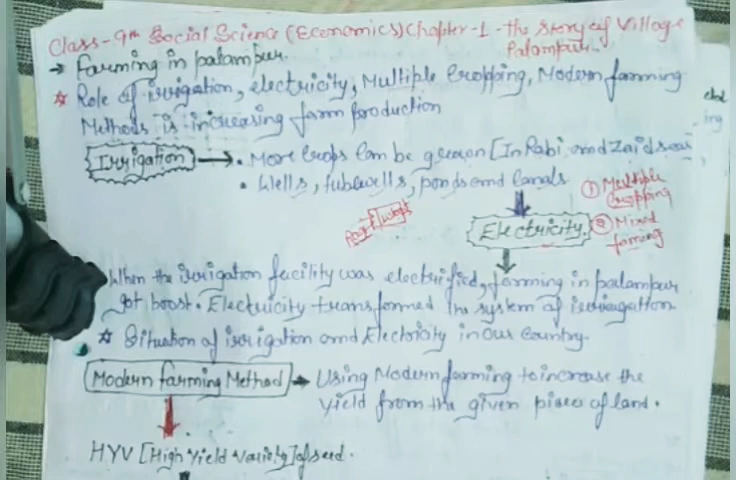 Class-9th Social Science (Economics) Chapter-1-the Story of Village
Palampur.
→ Farming in palampur.
☆ Role of irrigation, electricity, Multiple Cropping, Modern farming
Methods is increasing farm production
Irrigation → • More Crops Can be grown [In Rabi and Zaid
• Wells, tubewells, ponds and Canals
① Multiple
Cropping
Electricity
② Mixed
farming
When the irrigation facility was electrified, farming in palampur
got boost. Electricity transformed the system of irrigation
☆ Situation of irrigation and Electricity in Our Country.
Modern farming Method → Using Modern farming to increase the
Yield from the given pieces of land.
HYV [High Yield Variety] of seed.